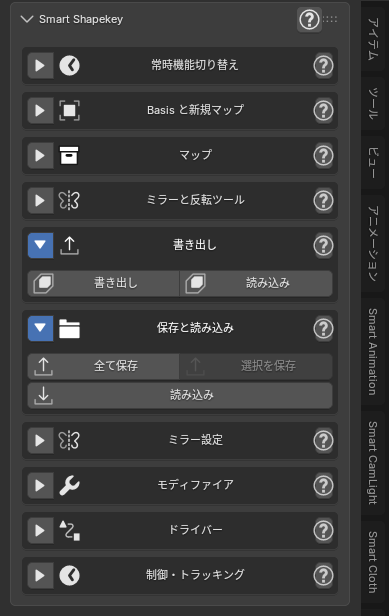 Smart Shapekey
常時機能切り替え
Basis と新規マップ
マップ
ミラーと反転ツール
書き出し
書き出し 読み込み
保存と読み込み
全て保存 選択を保存
読み込み
ミラー設定
モディファイア
ドライバー
制御・トラッキング
アイテム
ツール
ビュー
アニメーション
Smart Animation
Smart CamLight
Smart Cloth